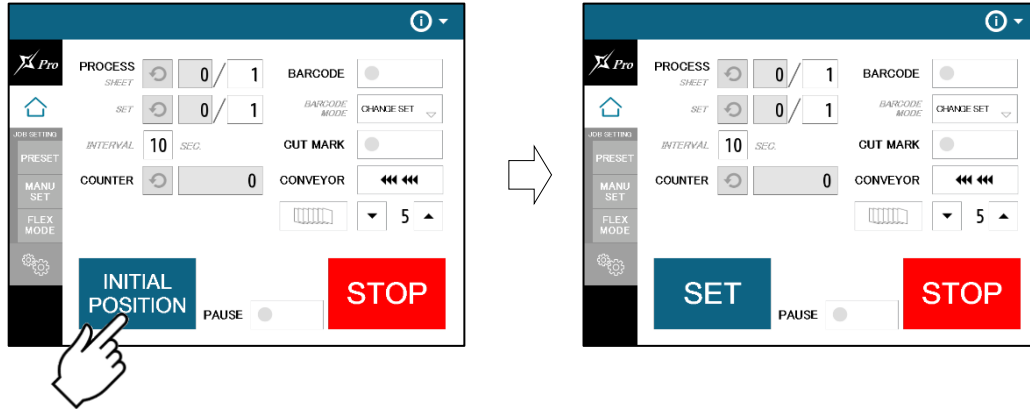 Pro
PROCESS 0 / 1 BARCODE
SHEET
SET 0 / 1 BARCODE MODE CHANGE SET
JOB SETTING
INTERVAL 10 SEC. CUT MARK
PRESET
MANU SET
COUNTER 0 CONVEYOR
FLEX MODE
5
INITIAL
POSITION
PAUSE
STOP
Pro
PROCESS 0 / 1 BARCODE
SHEET
SET 0 / 1 BARCODE MODE CHANGE SET
JOB SETTING
INTERVAL 10 SEC. CUT MARK
PRESET
MANU SET
COUNTER 0 CONVEYOR
FLEX MODE
5
SET
PAUSE
STOP